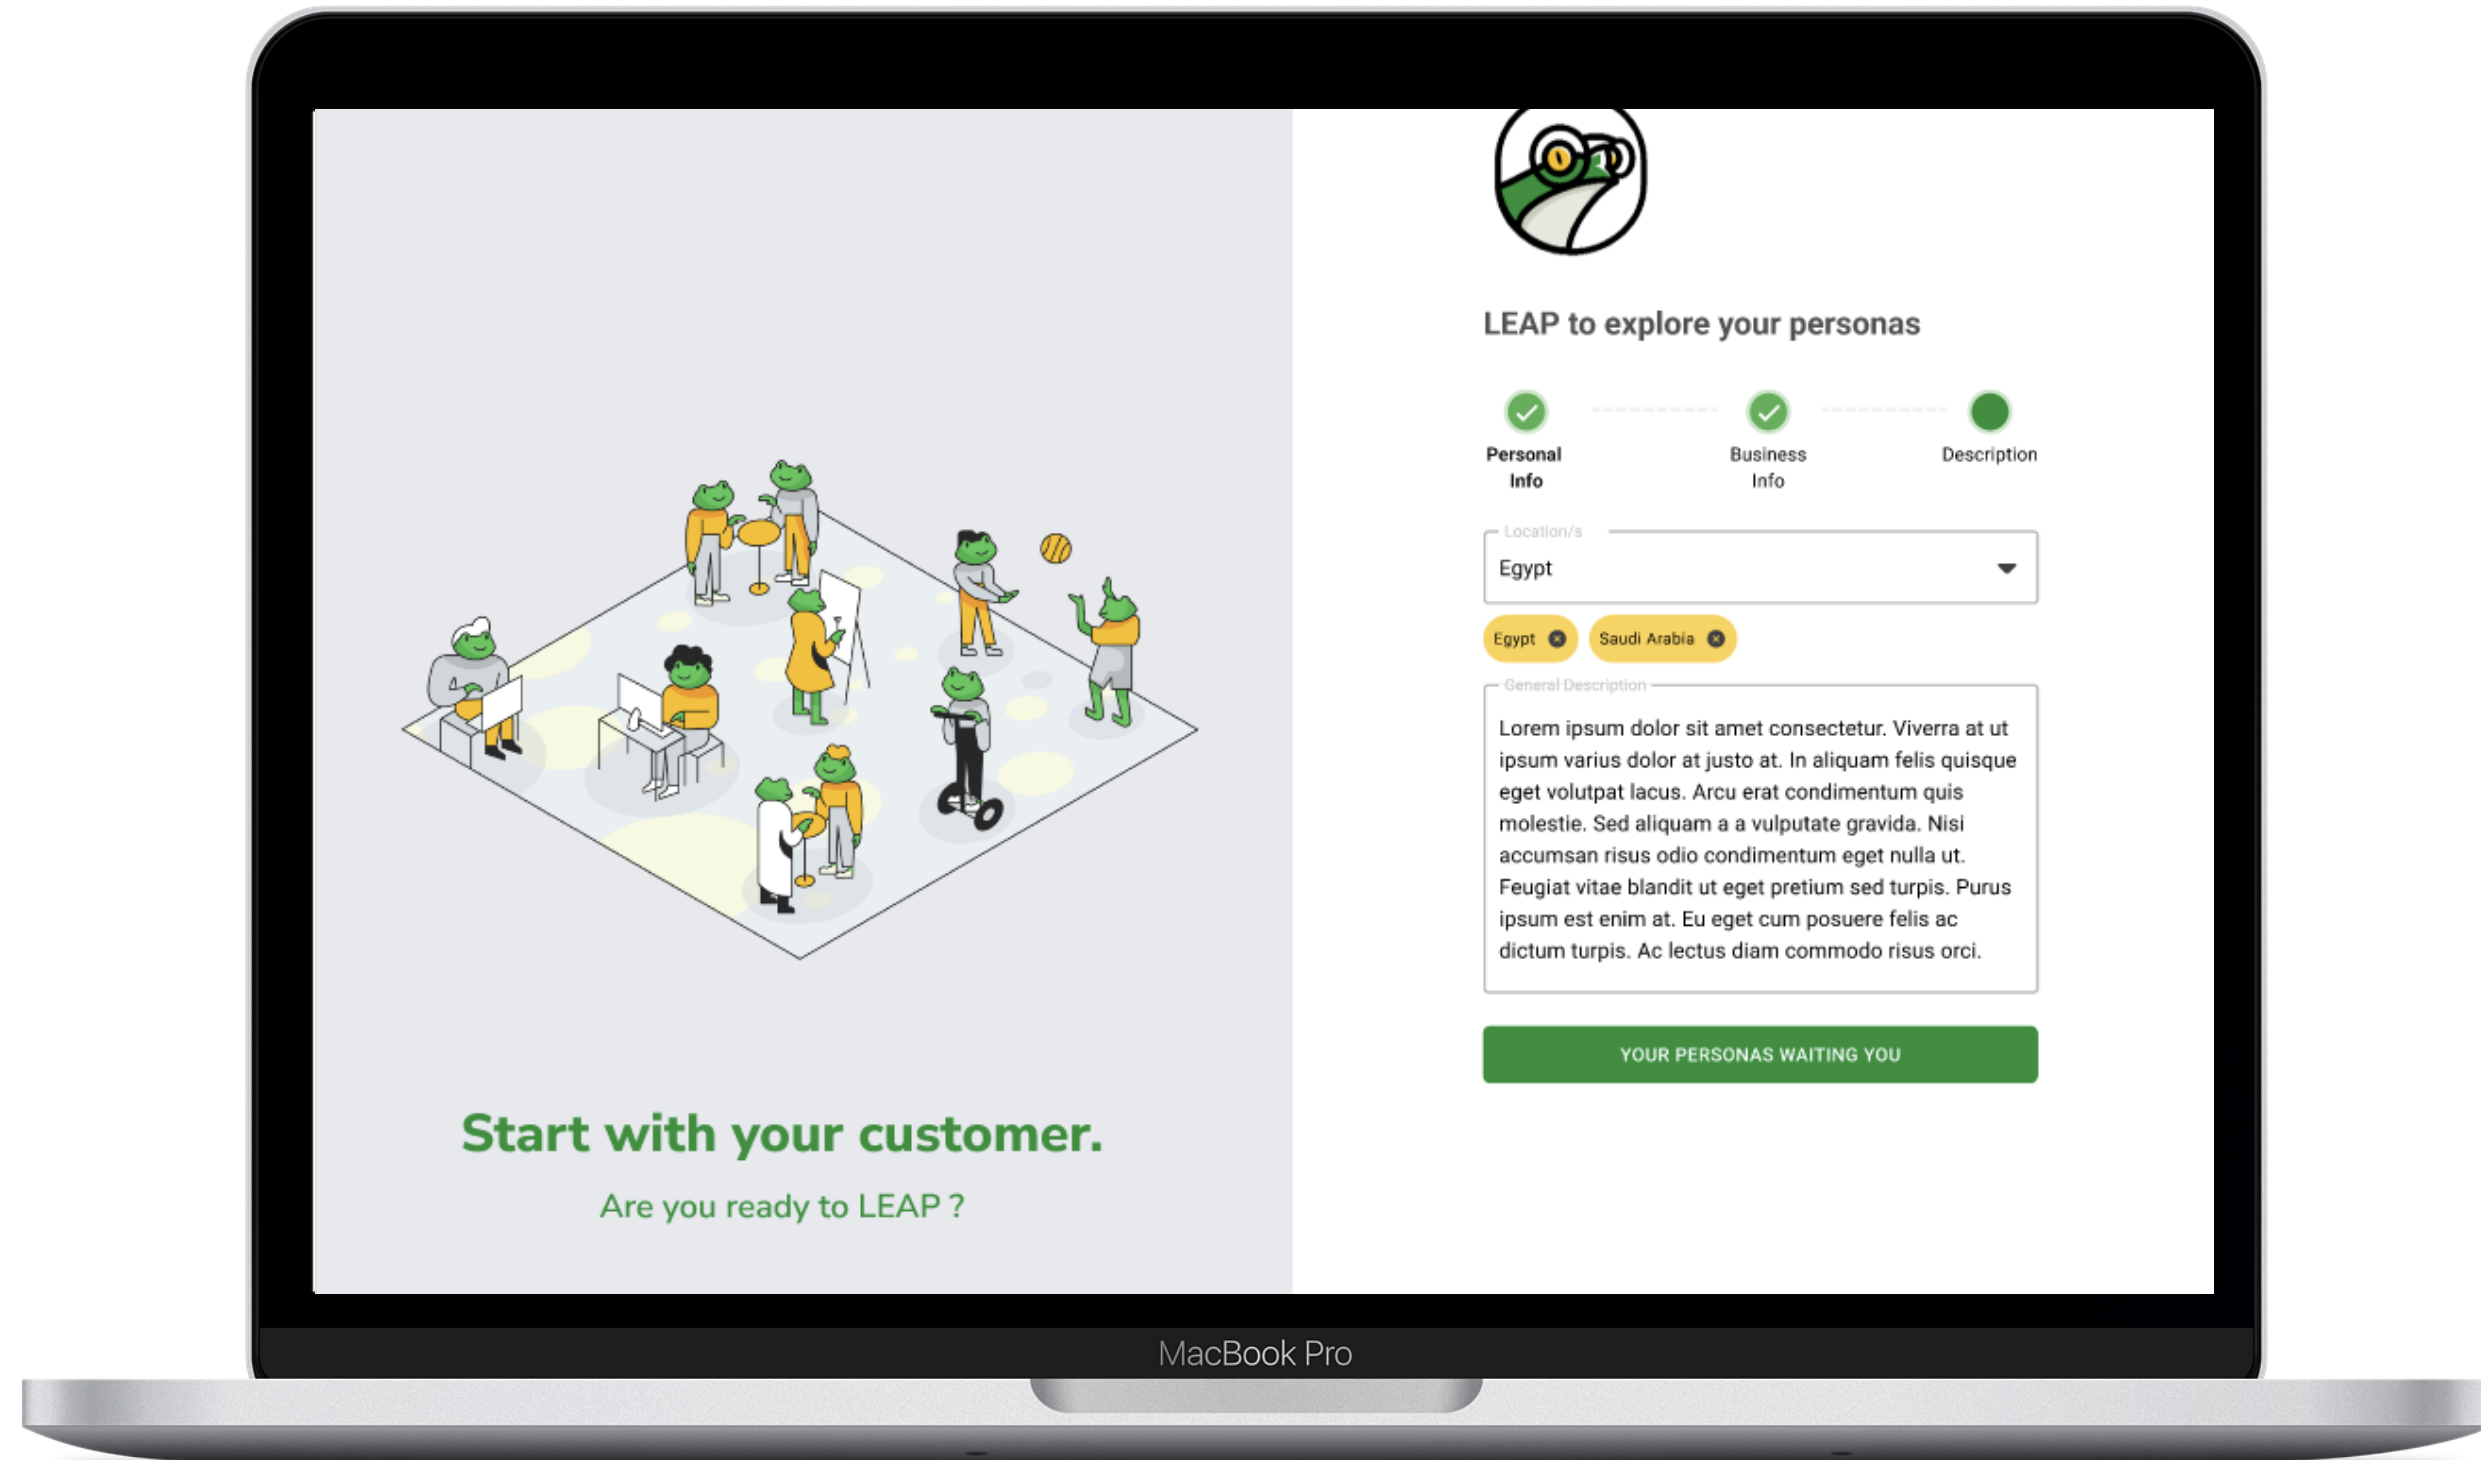 Start with your customer.
Are you ready to LEAP ?
LEAP to explore your personas
Personal
Info
Business
Info
Description
Location/s
Egypt
Egypt
Saudi Arabia
General Description
Lorem ipsum dolor sit amet consectetur. Viverra at ut
ipsum varius dolor at justo at. In aliquam felis quisque
eget volutpat lacus. Arcu erat condimentum quis
molestie. Sed aliquam a a vulputate gravida. Nisi
accumsan risus odio condimentum eget nulla ut.
Feugiat vitae blandit ut eget pretium sed turpis. Purus
ipsum est enim at. Eu eget cum posuere felis ac
dictum turpis. Ac lectus diam commodo risus orci.
YOUR PERSONAS WAITING YOU
MacBook Pro